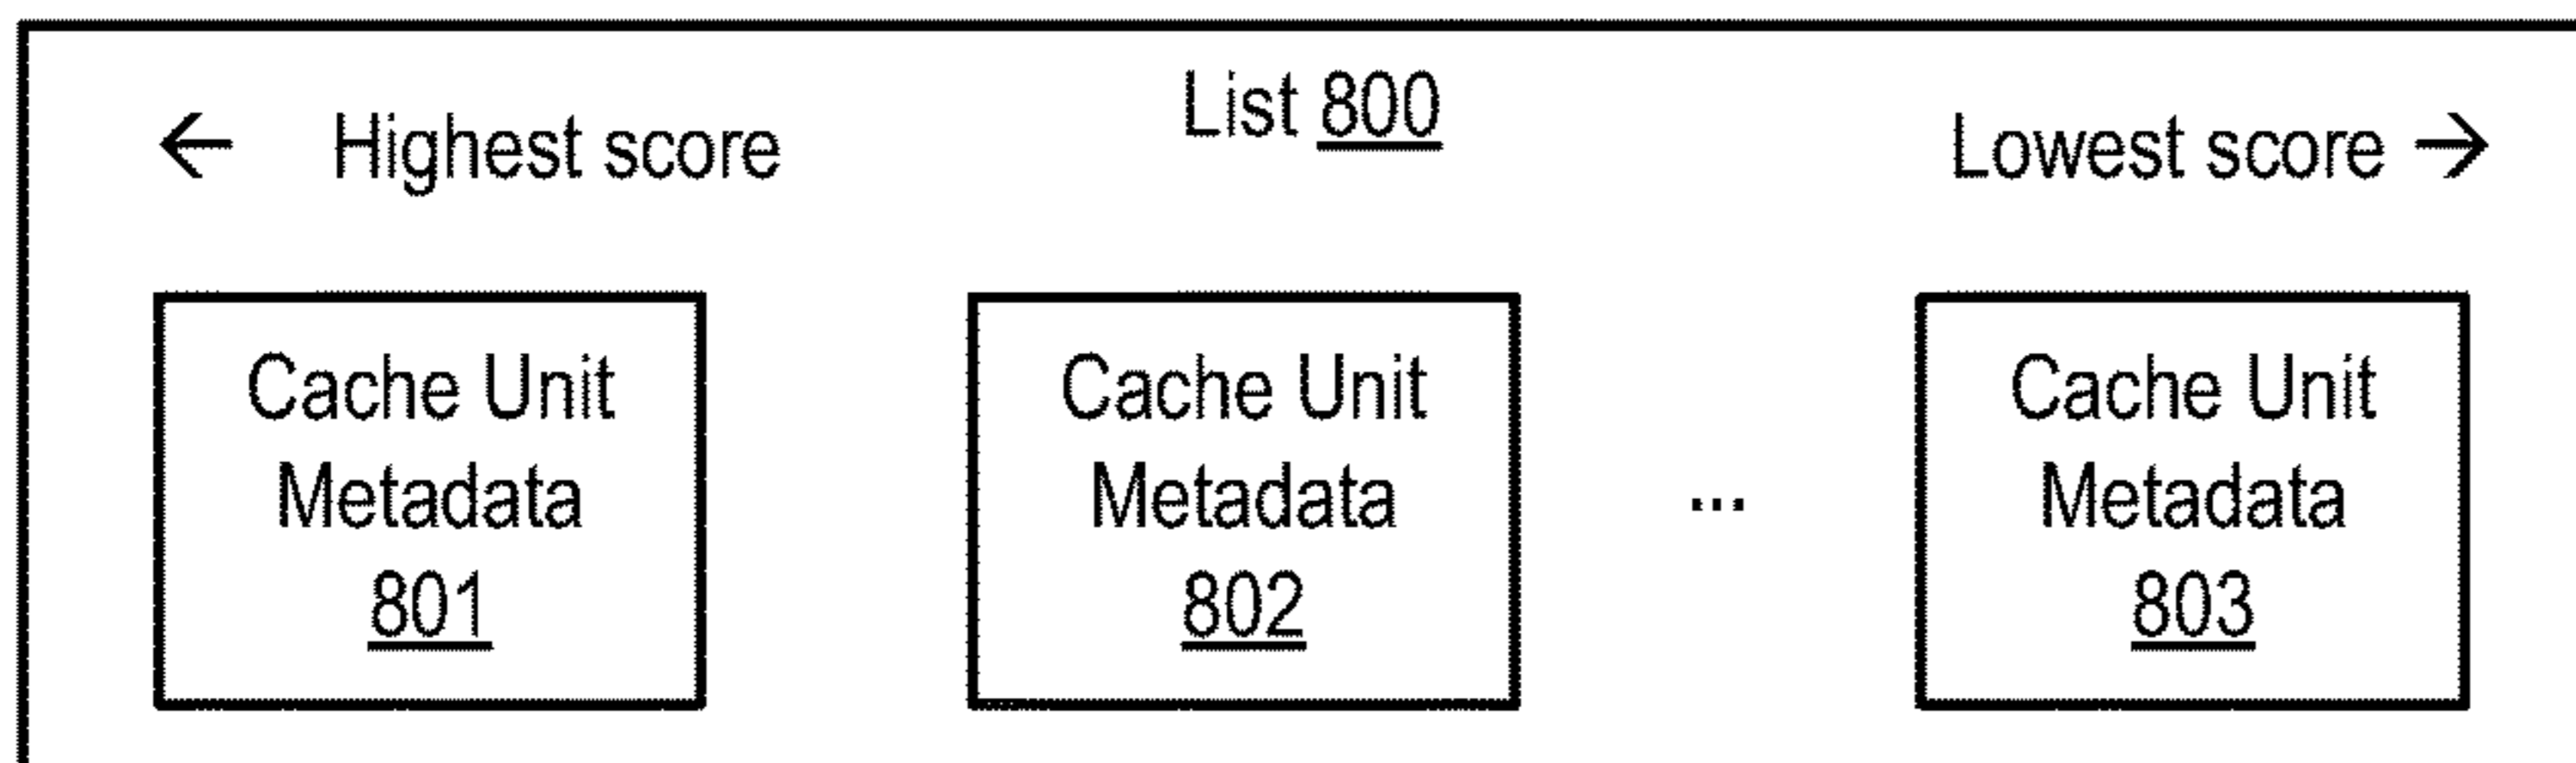 List 800
← Highest score
Lowest score →
Cache Unit
Metadata
801
Cache Unit
Metadata
802
...
Cache Unit
Metadata
803